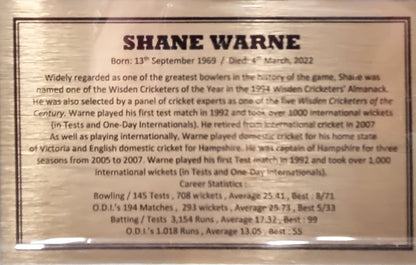 SHANE WARNE
Born: 13th September 1969 / Died: 4th March, 2022
Widely regarded as one of the greatest bowlers in the history of the game, Shane was
named one of the Wisden Cricketers of the Year in the 1994 Wisden Cricketers' Almanack.
He was also selected by a panel of cricket experts as one of the five Wisden Cricketers of the
Century. Warne played his first test match in 1992 and took over 1000 international wickets
(in Tests and One-Day Internationals). He retired from international cricket in 2007
As well as playing internationally, Warne played domestic cricket for his home state
of Victoria and English domestic cricket for Hampshire. He was captain of Hampshire for three
seasons from 2005 to 2007. Warne played his first Test match in 1992 and took over 1,000
international wickets (in Tests and One-Day Internationals).
Career Statistics :
Bowling / 145 Tests , 708 wickets , Average 25.41 , Best : 8/71
O.D.I.'s 194 Matches , 293 wickets , Average 25.73 , Best 5/33
Batting / Tests 3,154 Runs , Average 17.32 , Best : 99
O.D.I.'s 1.018 Runs , Average 13.05 , Best : 55